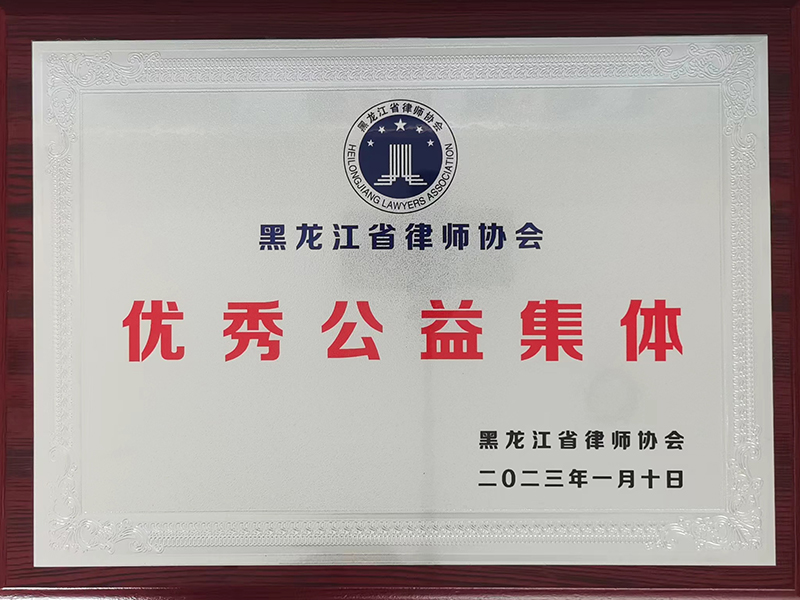 黑龙江省律师协会
HEILONGJIANG LAWYERS ASSOCIATION
黑龙江省律师协会
优秀公益集体
黑龙江省律师协会
二〇二三年一月十日